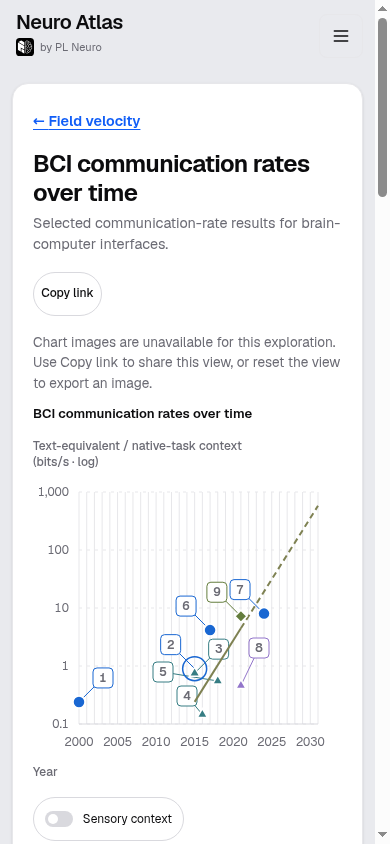 Neuro Atlas
by PL Neuro
← Field velocity
BCI communication rates
over time
Selected communication-rate results for brain-
computer interfaces.
Copy link
Chart images are unavailable for this exploration.
Use Copy link to share this view, or reset the view
to export an image.
BCI communication rates over time
Text-equivalent / native-task context
(bits/s · log)
1,000
100
10
1
0.1
9
7
6
2
3
8
5
1
4
2000 2005 2010 2015 2020 2025 2030
Year
Sensory context